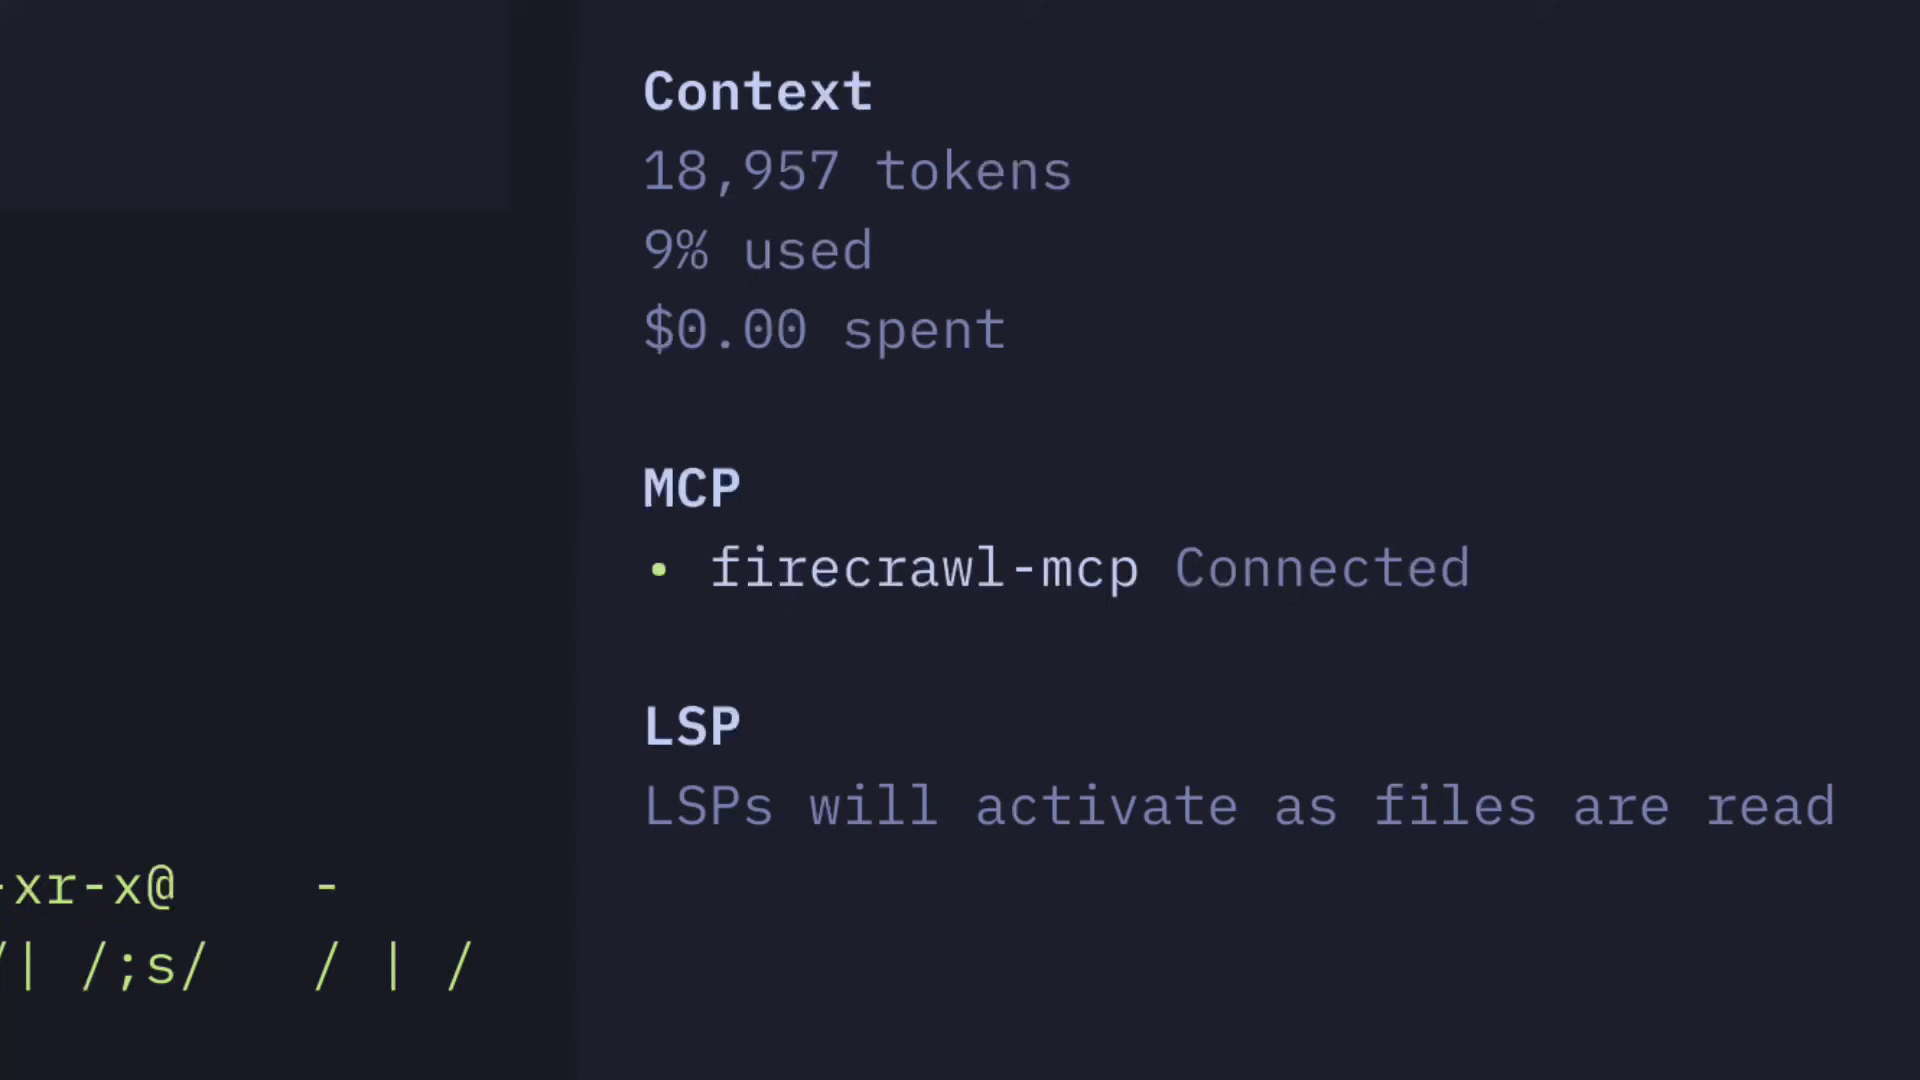 Context
18,957 tokens
9% used
$0.00 spent
MCP
• firecrawl-mcp Connected
LSP
LSPs will activate as files are read
-xr-x@    -
/| /;s/   / | /